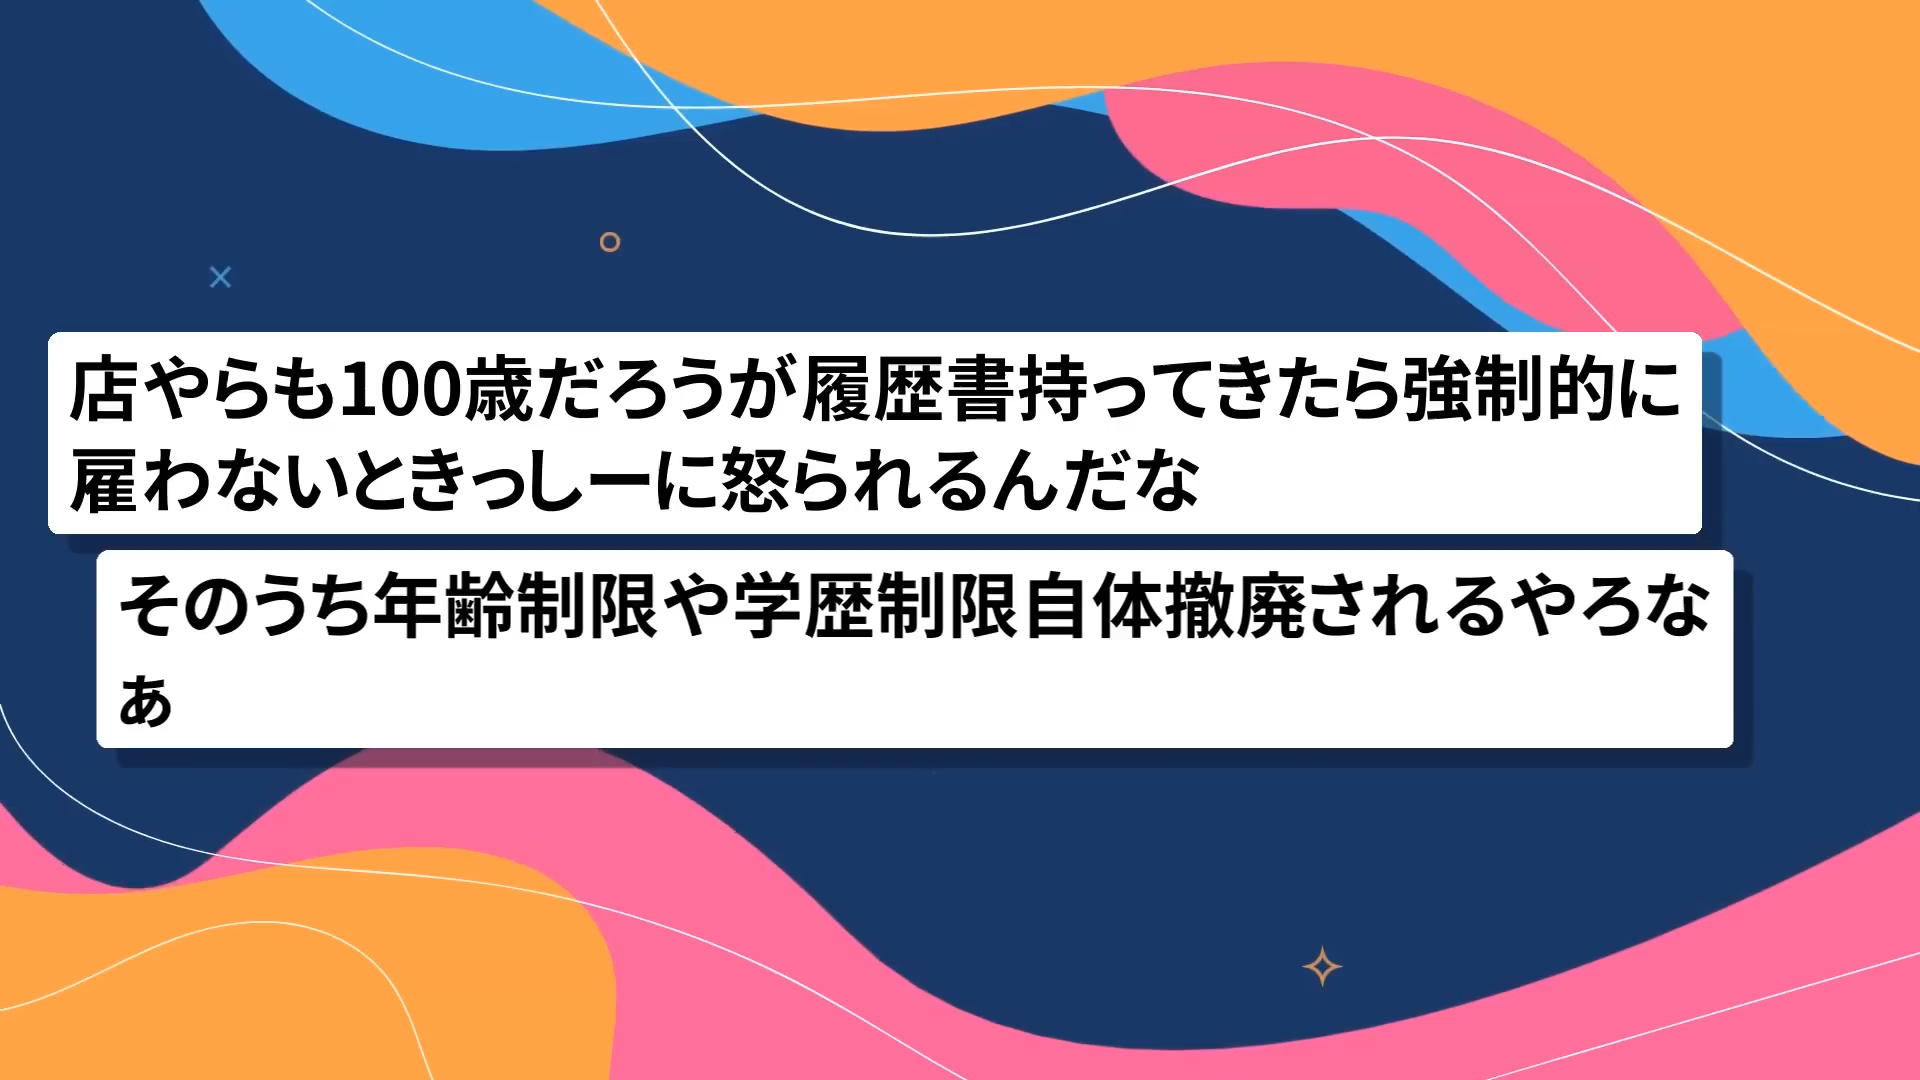 店やらも100歳だろうが履歴書持ってきたら強制的に
雇わないときっしーに怒られるんだな
そのうち年齢制限や学歴制限自体撤廃されるやろな
ぁ